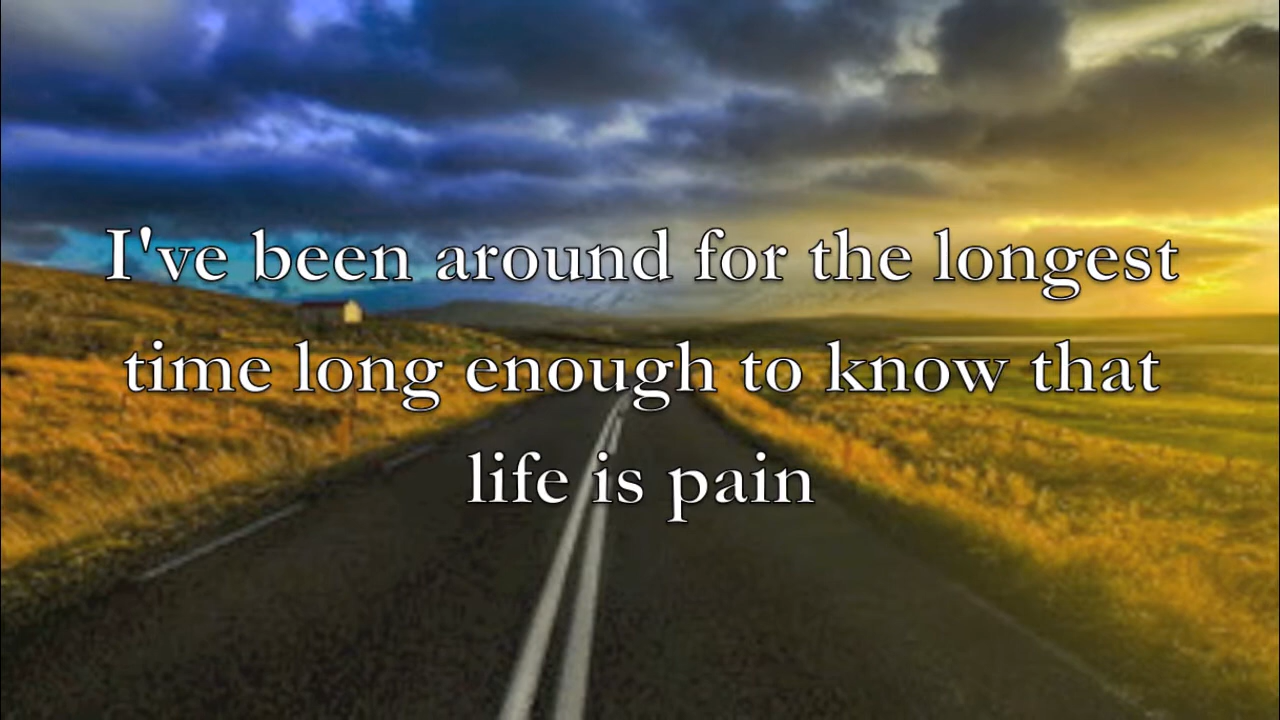 I've been around for the longest
time long enough to know that
life is pain